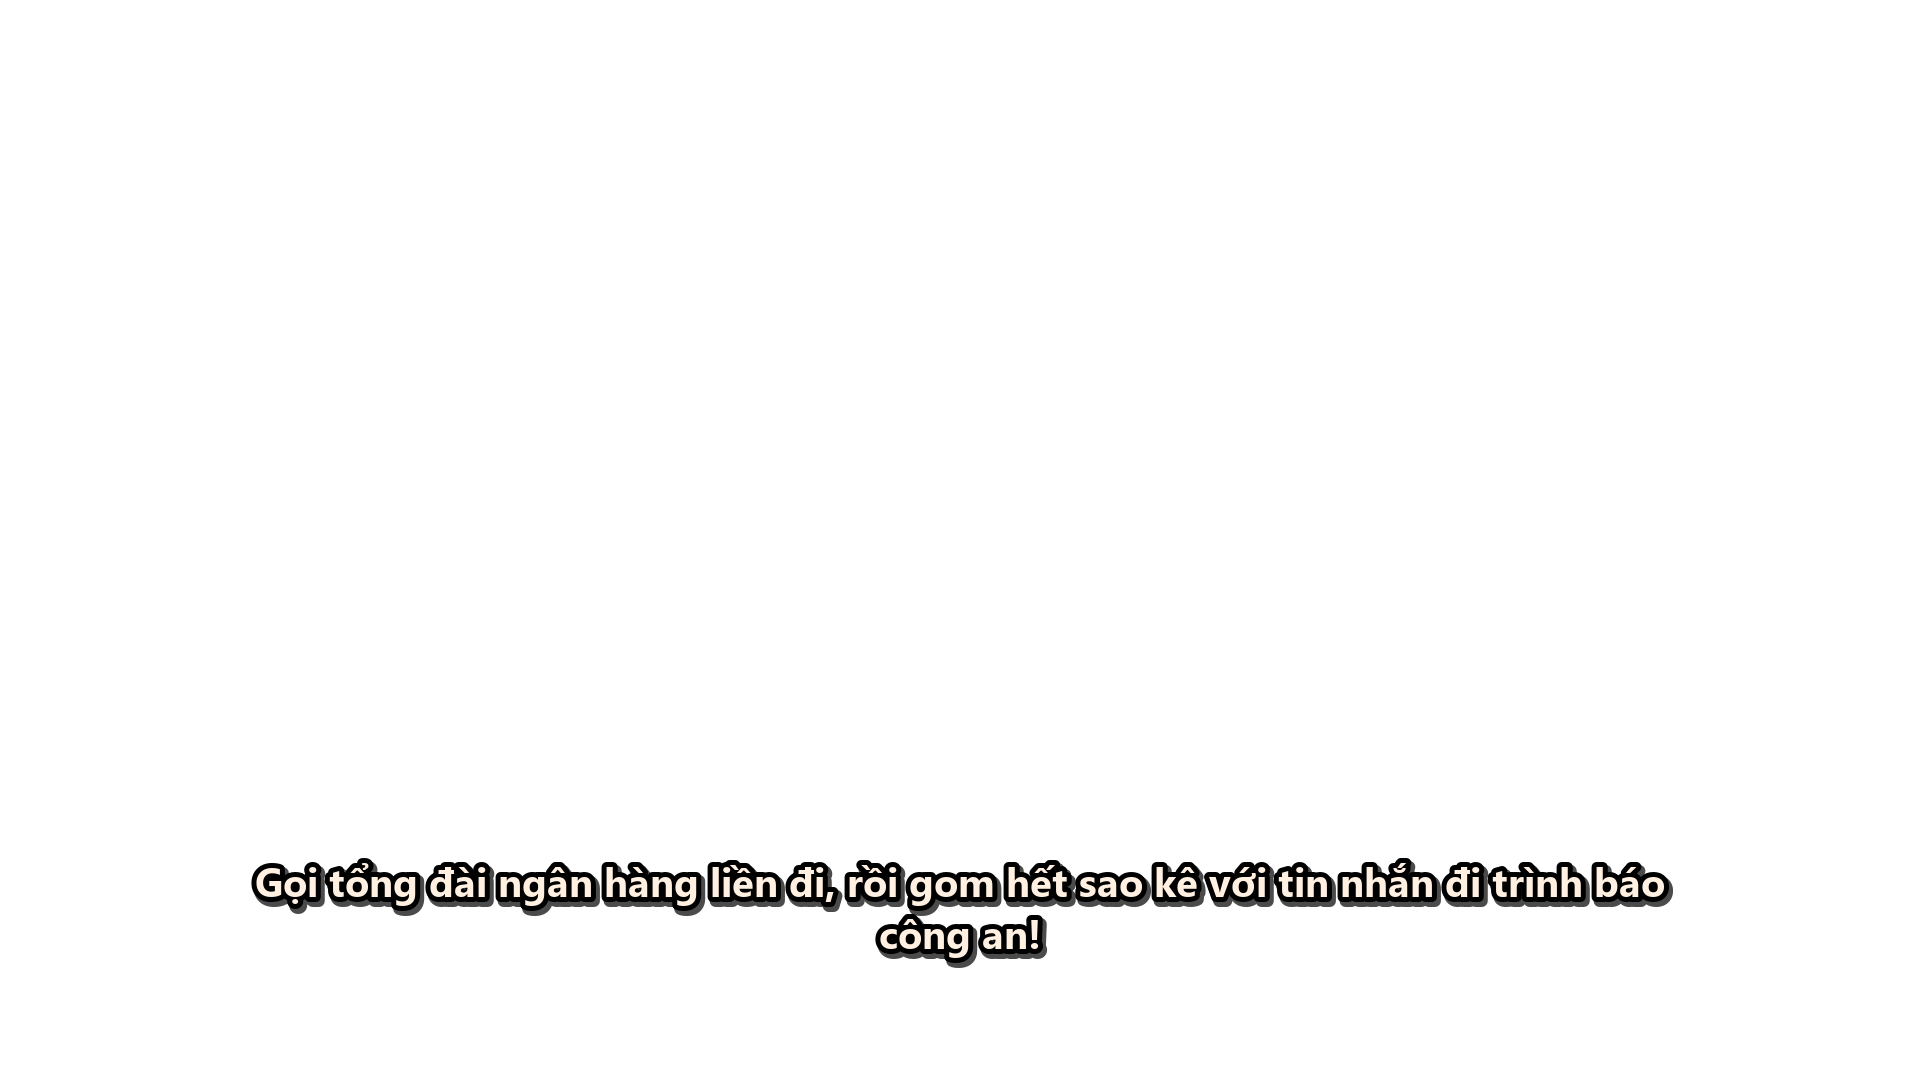 Gọi tổng đài ngân hàng liền đi, rồi gom hết sao kê với tin nhắn đi trình báo
công an!